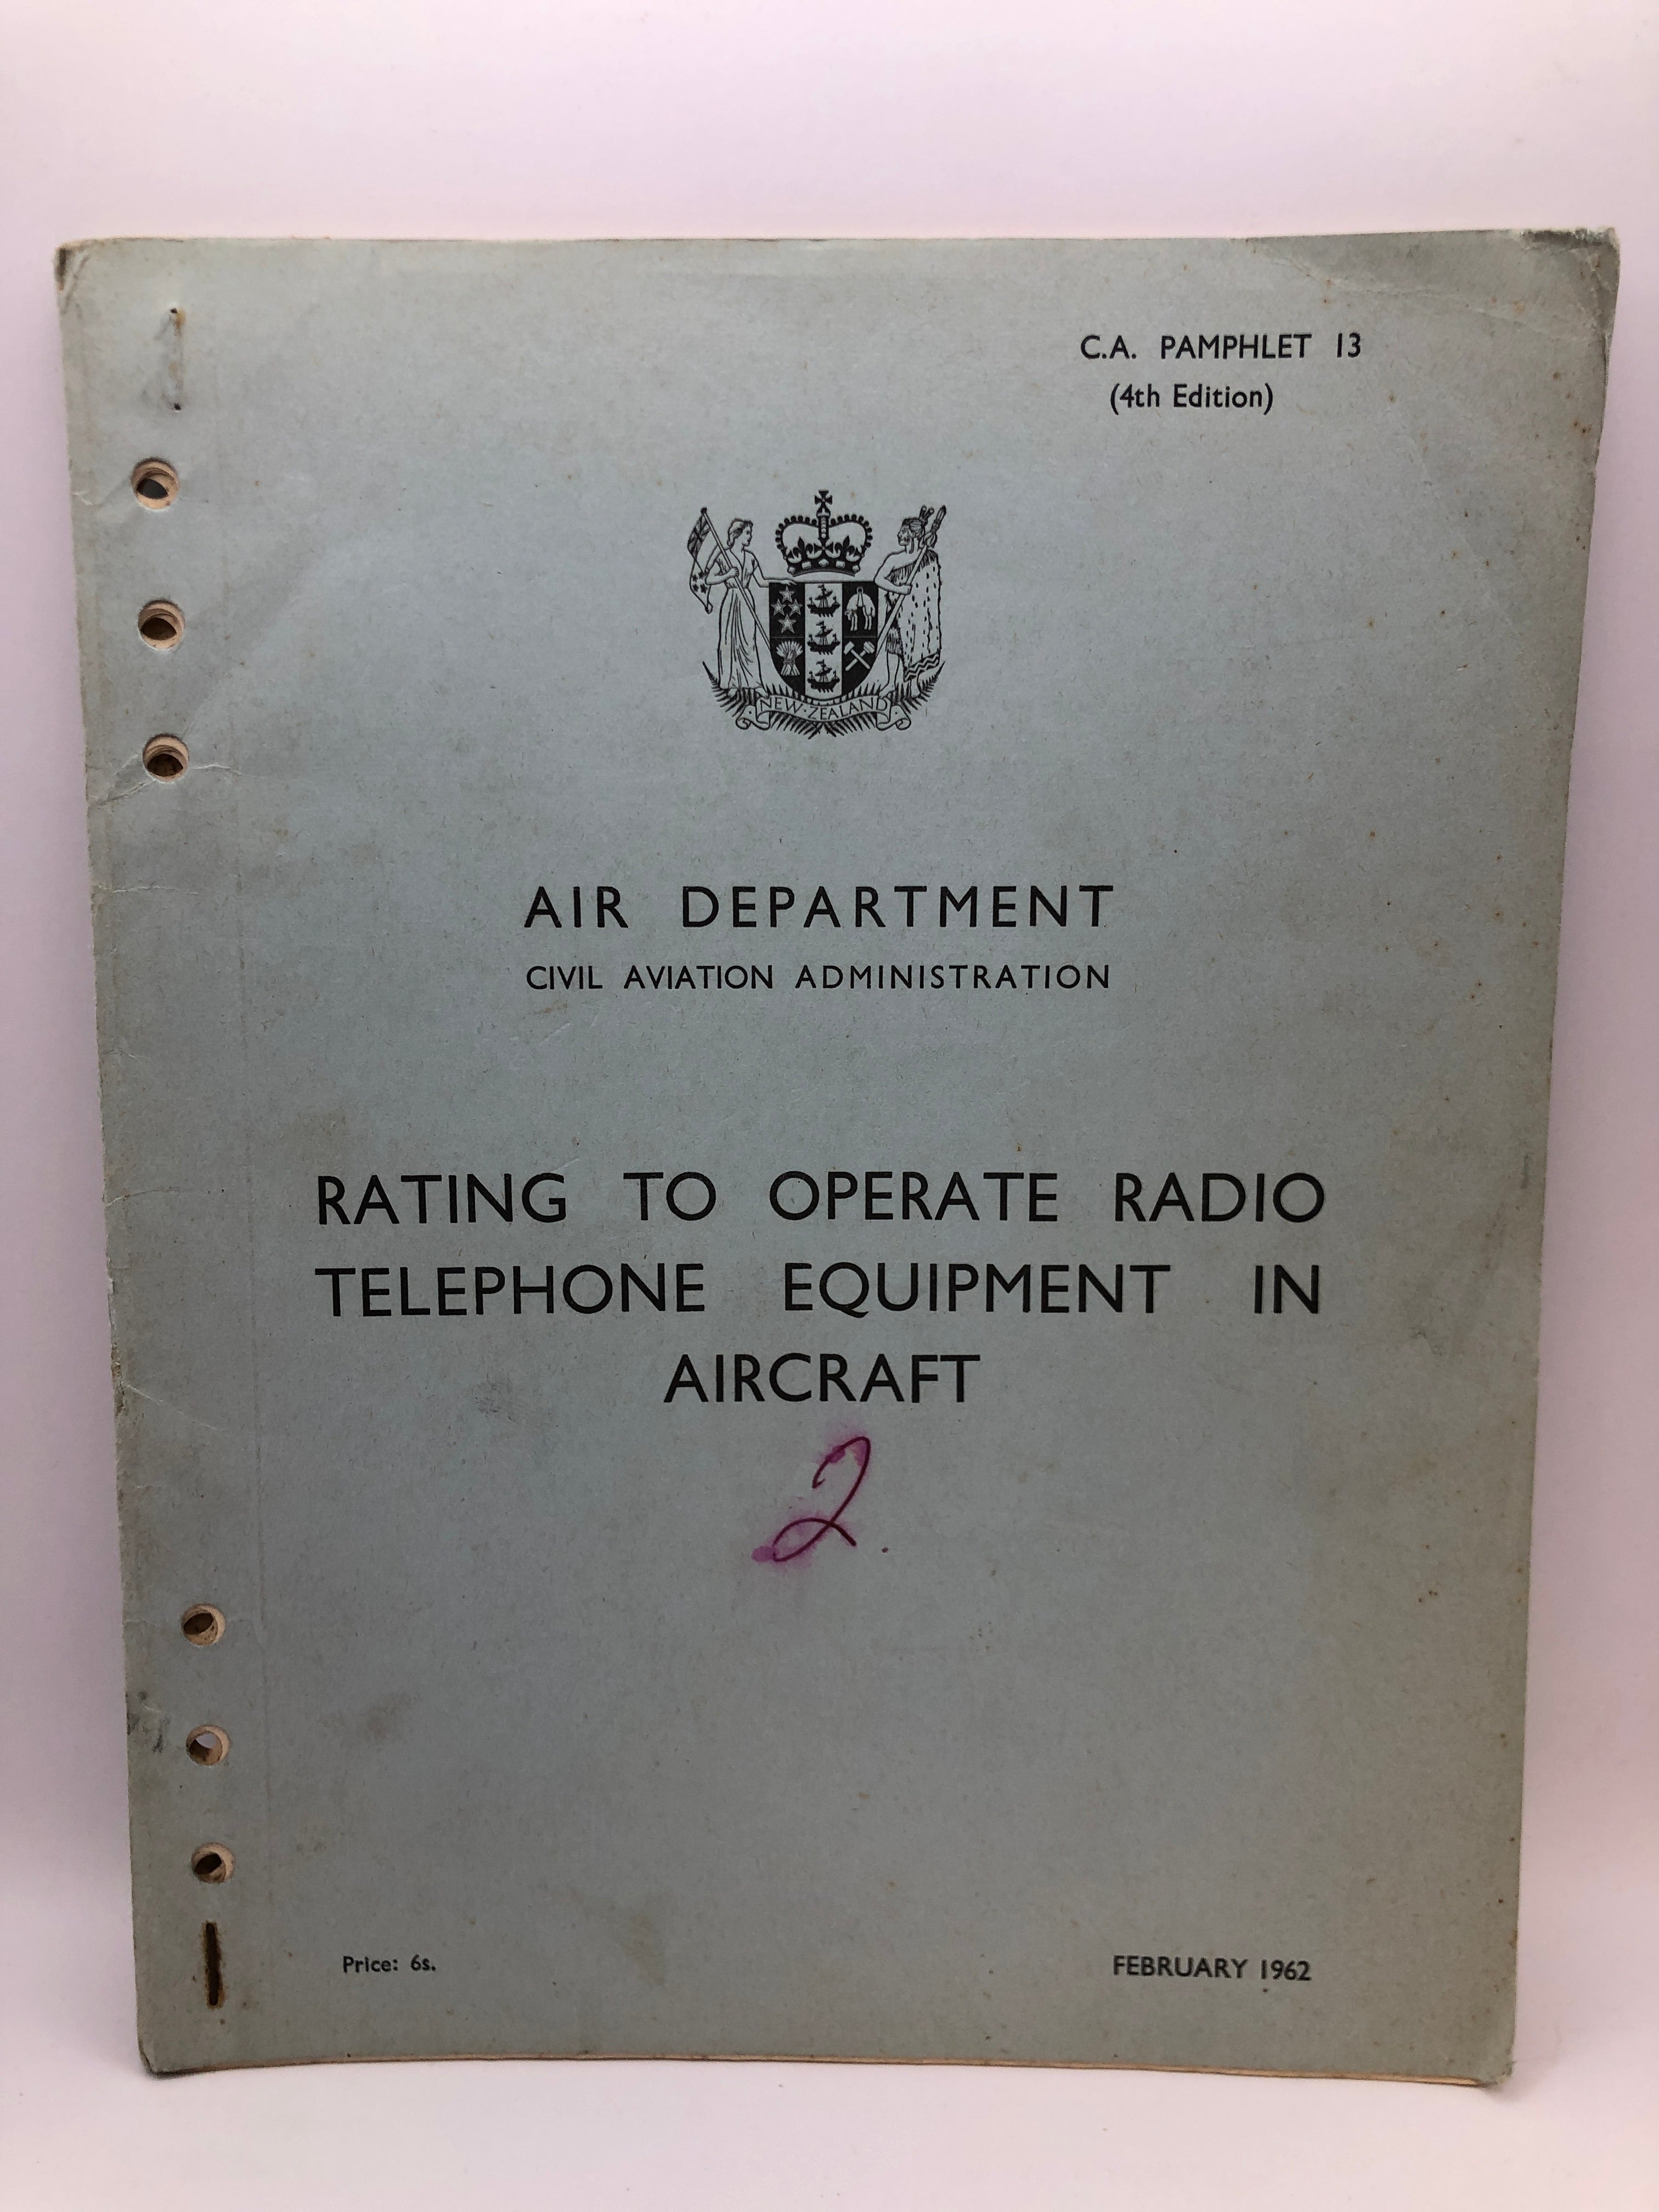 C.A. PAMPHLET 13
(4th Edition)
NEW ZEALAND
AIR DEPARTMENT
CIVIL AVIATION ADMINISTRATION
RATING TO OPERATE RADIO
TELEPHONE EQUIPMENT IN
AIRCRAFT
2.
Price: 6s.
FEBRUARY 1962